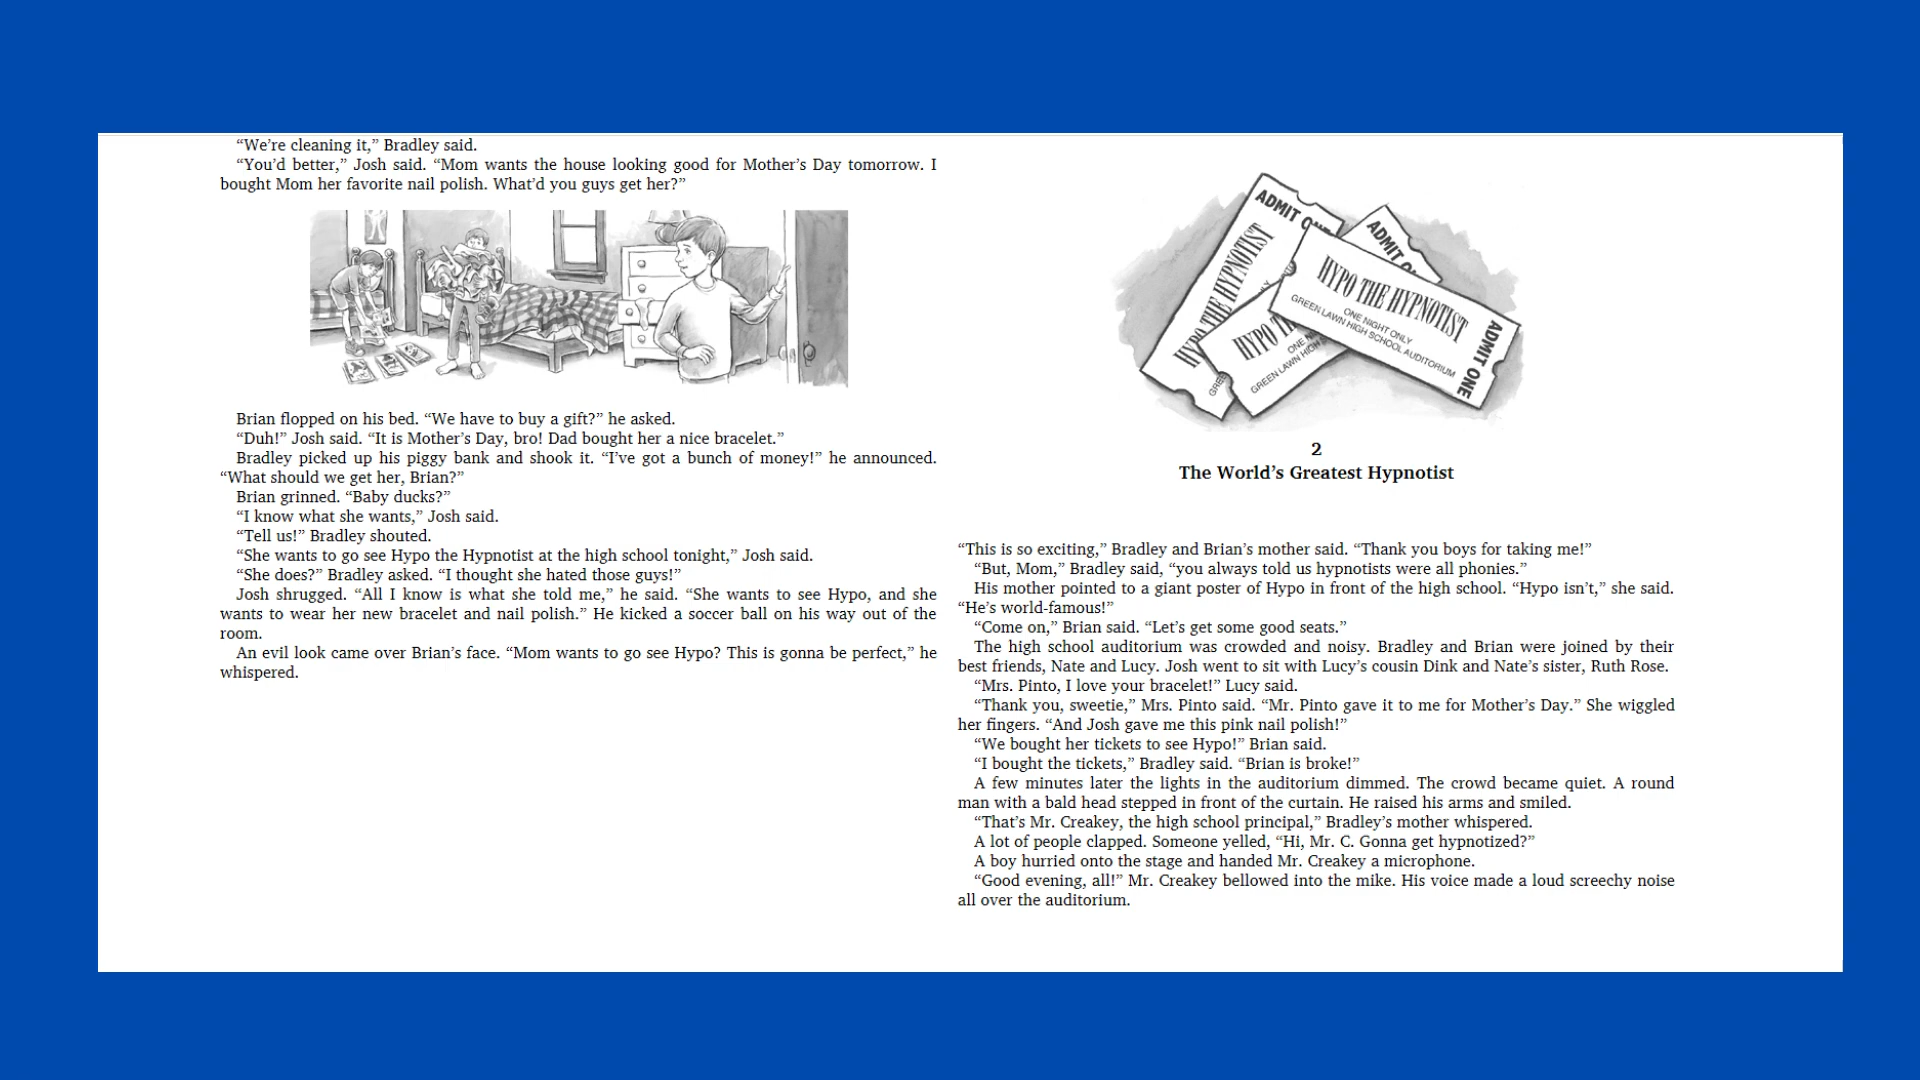 “We’re cleaning it,” Bradley said.
“You’d better,” Josh said. “Mom wants the house looking good for Mother’s Day tomorrow. I
bought Mom her favorite nail polish. What’d you guys get her?”
Brian flopped on his bed. “We have to buy a gift?” he asked.
“Duh!” Josh said. “It is Mother’s Day, bro! Dad bought her a nice bracelet.”
Bradley picked up his piggy bank and shook it. “I’ve got a bunch of money!” he announced.
“What should we get her, Brian?”
Brian grinned. “Baby ducks?”
“I know what she wants,” Josh said.
“Tell us!” Bradley shouted.
“She wants to go see Hypo the Hypnotist at the high school tonight,” Josh said.
“She does?” Bradley asked. “I thought she hated those guys!”
Josh shrugged. “All I know is what she told me,” he said. “She wants to see Hypo, and she
wants to wear her new bracelet and nail polish.” He kicked a soccer ball on his way out of the
room.
An evil look came over Brian’s face. “Mom wants to go see Hypo? This is gonna be perfect,” he
whispered.
ADMIT ONE
HYPO THE HYPNOTIST
GREE
ADMIT O
HYPO TH
ONE N
GREEN LAWN HIGH
HYPO THE HYPNOTIST
ONE NIGHT ONLY
GREEN LAWN HIGH SCHOOL AUDITORIUM
ADMIT ONE
2
The World’s Greatest Hypnotist
“This is so exciting,” Bradley and Brian’s mother said. “Thank you boys for taking me!”
“But, Mom,” Bradley said, “you always told us hypnotists were all phonies.”
His mother pointed to a giant poster of Hypo in front of the high school. “Hypo isn’t,” she said.
“He’s world-famous!”
“Come on,” Brian said. “Let’s get some good seats.”
The high school auditorium was crowded and noisy. Bradley and Brian were joined by their
best friends, Nate and Lucy. Josh went to sit with Lucy’s cousin Dink and Nate’s sister, Ruth Rose.
“Mrs. Pinto, I love your bracelet!” Lucy said.
“Thank you, sweetie,” Mrs. Pinto said. “Mr. Pinto gave it to me for Mother’s Day.” She wiggled
her fingers. “And Josh gave me this pink nail polish!”
“We bought her tickets to see Hypo!” Brian said.
“I bought the tickets,” Bradley said. “Brian is broke!”
A few minutes later the lights in the auditorium dimmed. The crowd became quiet. A round
man with a bald head stepped in front of the curtain. He raised his arms and smiled.
“That’s Mr. Creakey, the high school principal,” Bradley’s mother whispered.
A lot of people clapped. Someone yelled, “Hi, Mr. C. Gonna get hypnotized?”
A boy hurried onto the stage and handed Mr. Creakey a microphone.
“Good evening, all!” Mr. Creakey bellowed into the mike. His voice made a loud screechy noise
all over the auditorium.